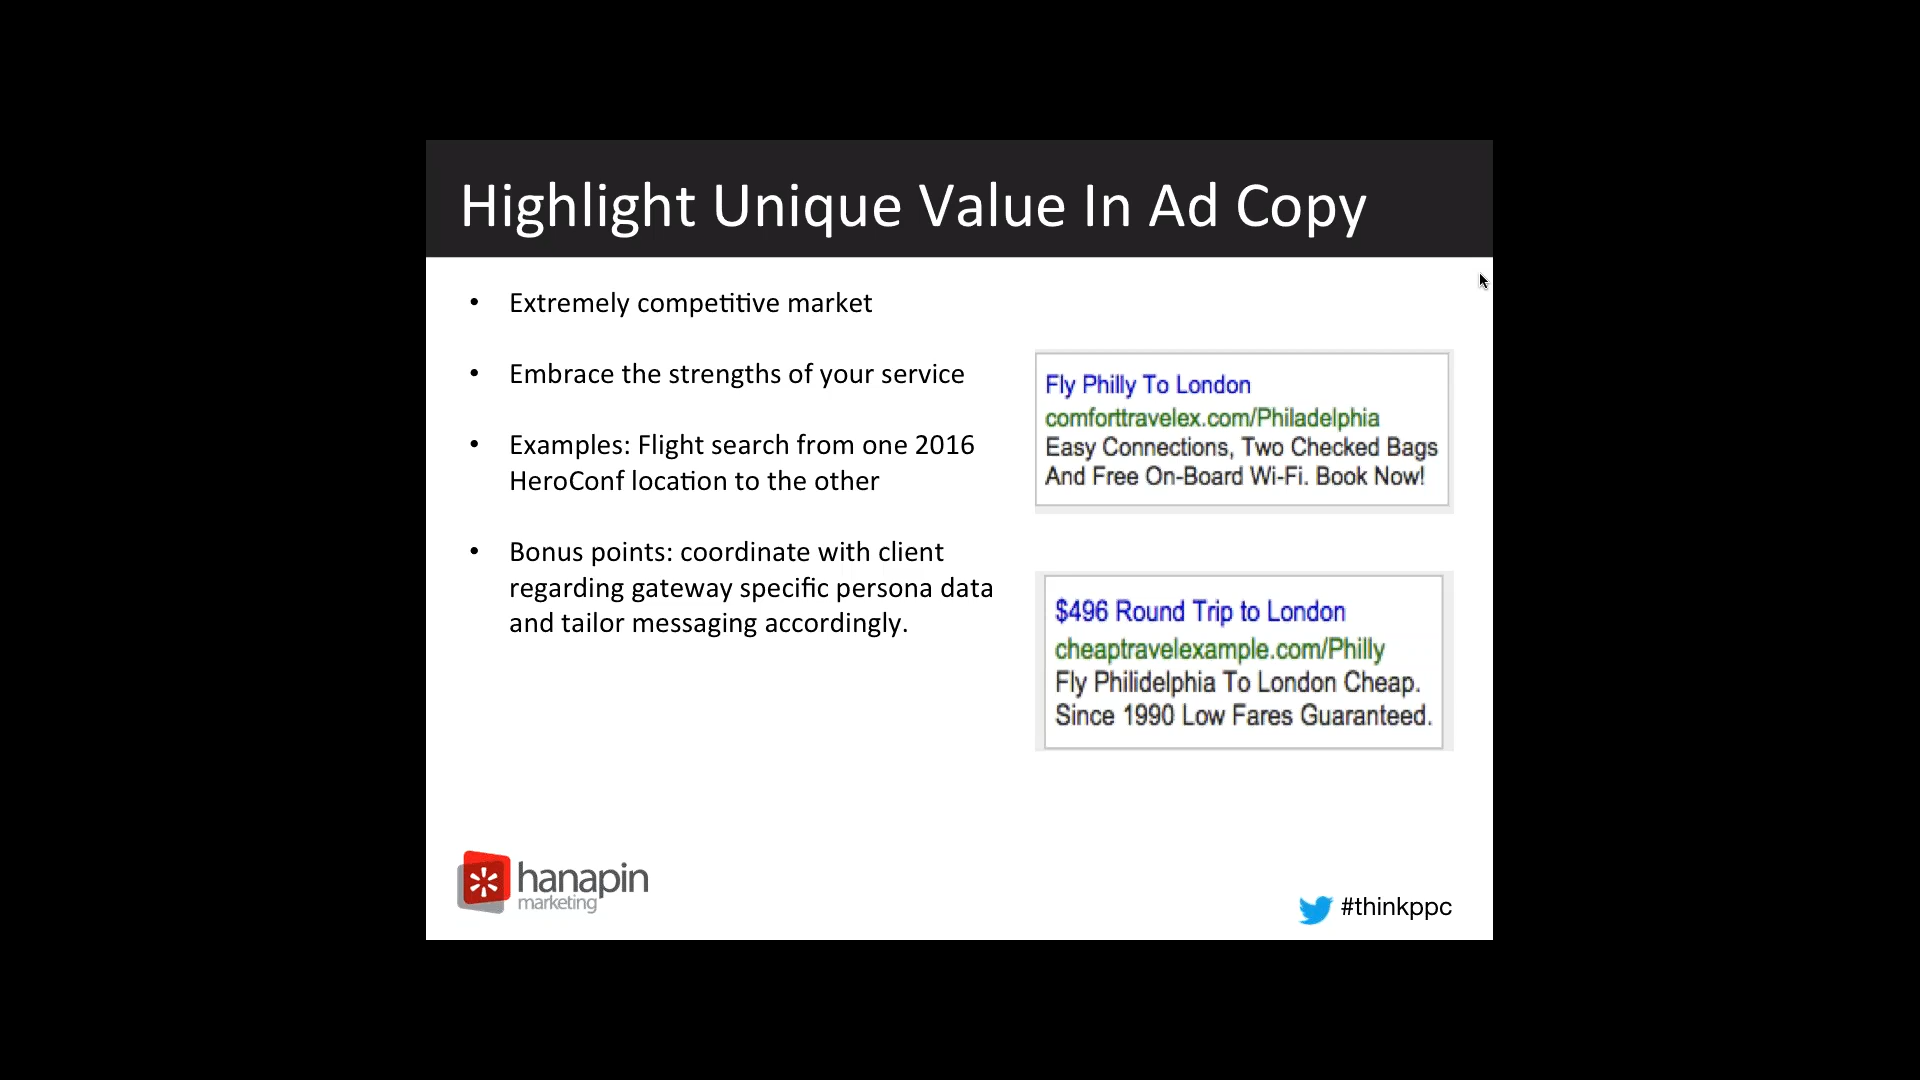 Highlight Unique Value In Ad Copy
• Extremely competitive market
• Embrace the strengths of your service
• Examples: Flight search from one 2016
HeroConf location to the other
• Bonus points: coordinate with client
regarding gateway specific persona data
and tailor messaging accordingly.
Fly Philly To London
comforttravelex.com/Philadelphia
Easy Connections, Two Checked Bags
And Free On-Board Wi-Fi. Book Now!
$496 Round Trip to London
cheaptravelexample.com/Philly
Fly Philidelphia To London Cheap.
Since 1990 Low Fares Guaranteed.
hanapin
marketing
#thinkppc